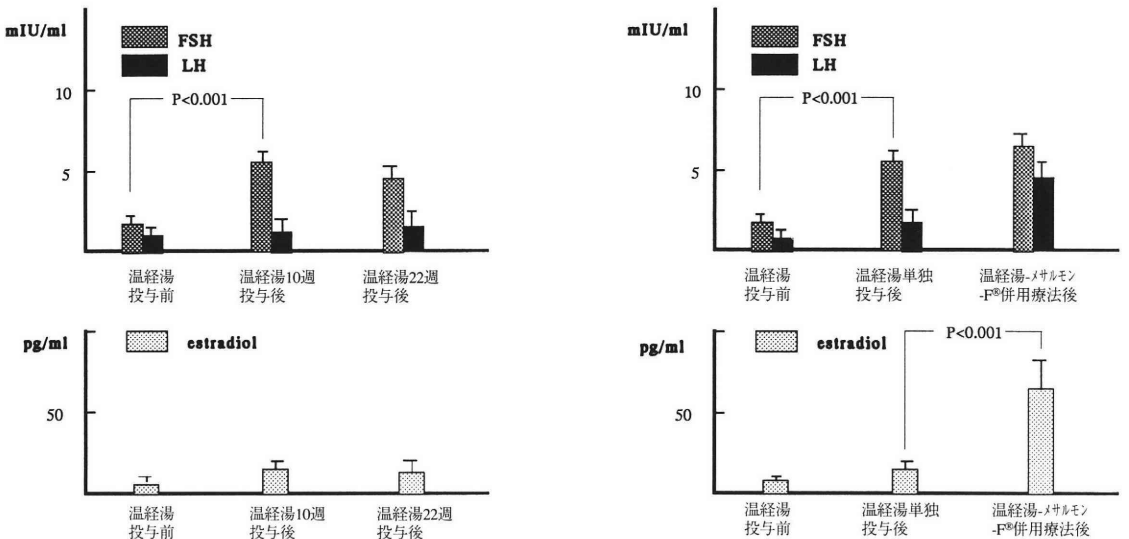 mIU/ml
FSH
LH
10
P<0.001
5
温経湯
投与前
温経湯10週
投与後
温経湯22週
投与後
pg/ml
estradiol
50
温経湯
投与前
温経湯10週
投与後
温経湯22週
投与後
mIU/ml
FSH
LH
10
P<0.001
5
温経湯
投与前
温経湯単独
投与後
温経湯-メサルモン
-F®併用療法後
pg/ml
estradiol
P<0.001
50
温経湯
投与前
温経湯単独
投与後
温経湯-メサルモン
-F®併用療法後